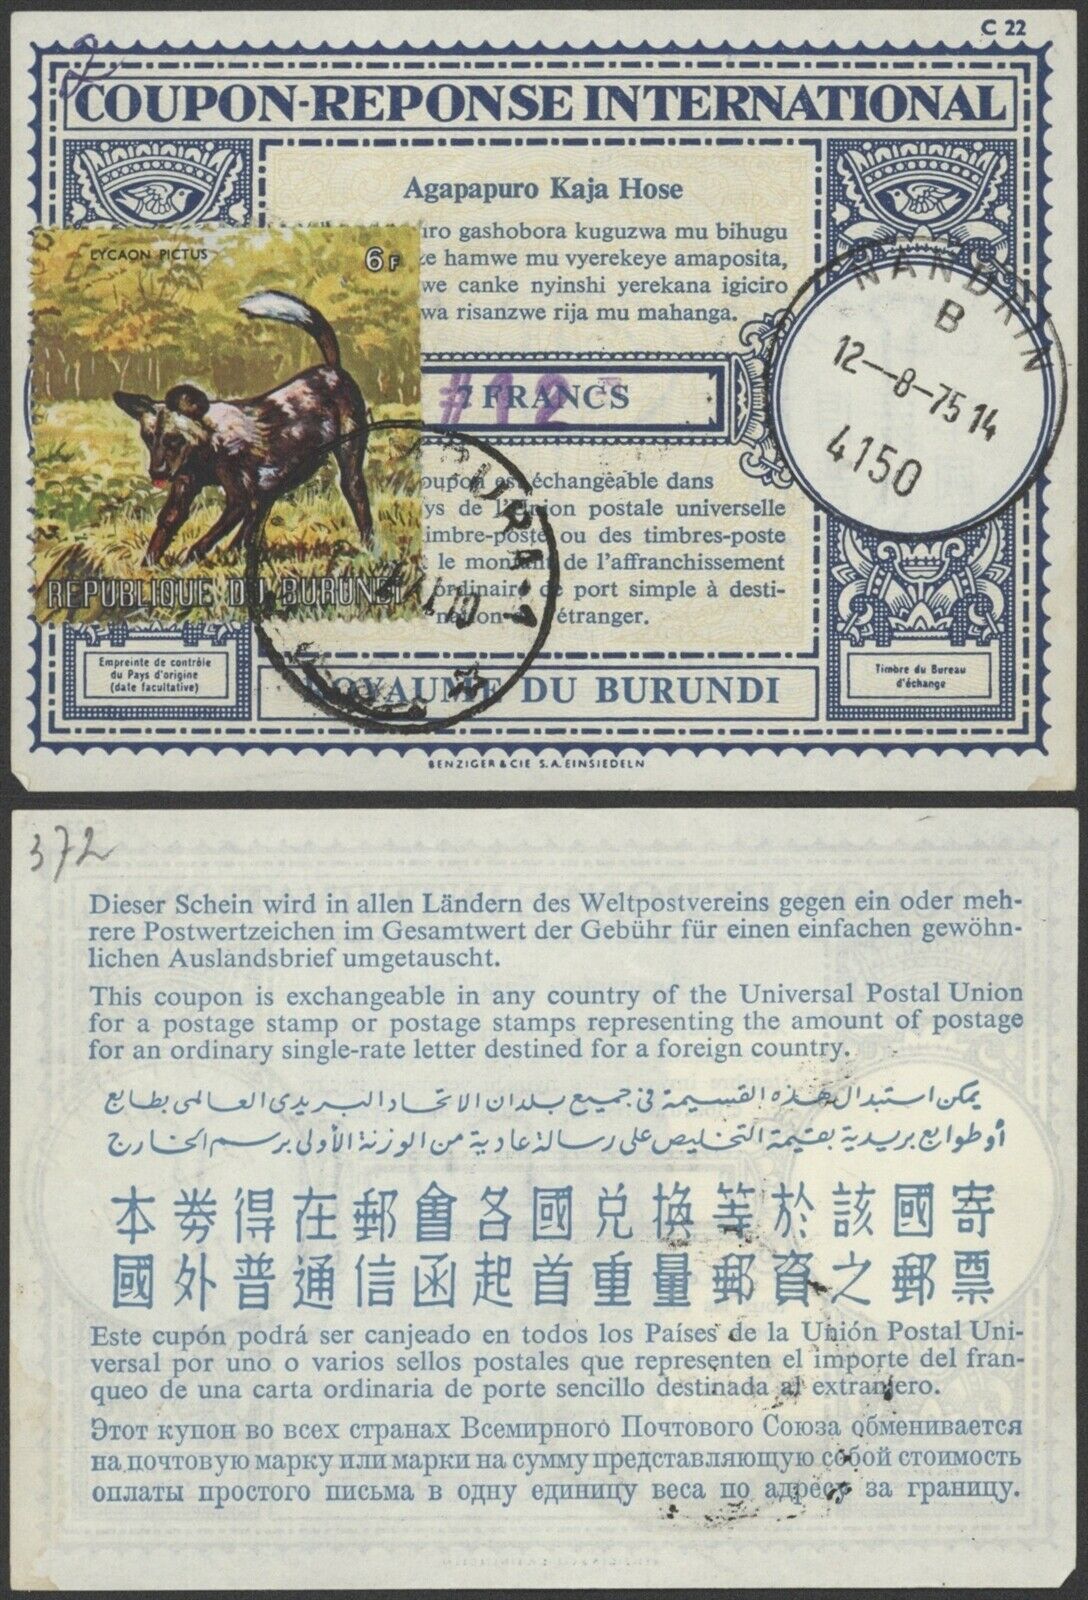 C 22
COUPON-REPONSE INTERNATIONAL
Agapapuro Kaja Hose
gashobora kuguzwa mu bihugu
hamwe mu vyerekeye amaposita,
canke nyinshi yerekana igiciro
risanzwe rija mu mahanga.
LYCAON PICTUS
6F
REPUBLIQUE DU BURUNDI
#12
7 FRANCS
est échangeable dans
de l'Union postale universelle
ou des timbres-poste
le montant de l'affranchissement
de port simple à desti-
étranger.
NANDRIN
B
12--8-75 14
4150
Empreinte de contrôle
du Pays d'origine
(date facultative)
ROYAUME DU BURUNDI
Timbre du Bureau
d'échange
BENZIGER & CIE S.A. EINSIEDELN
372
Dieser Schein wird in allen Ländern des Weltpostvereins gegen ein oder meh-
rere Postwertzeichen im Gesamtwert der Gebühr für einen einfachen gewöhn-
lichen Auslandsbrief umgetauscht.
This coupon is exchangeable in any country of the Universal Postal Union
for a postage stamp or postage stamps representing the amount of postage
for an ordinary single-rate letter destined for a foreign country.
يمكن استبدال هذه القسيمة فى جميع بلدان الاتحاد البريدى العالمى بطابع
أو طوابع بريدية بقيمة التخليص على رسالة عادية من الوزنة الأولى برسم الخارج
本券得在郵會各國兑換等於該國寄
國外普通信函起首重量郵資之郵票
Este cupón podrá ser canjeado en todos los Países de la Unión Postal Uni-
versal por uno o varios sellos postales que representen el importe del fran-
queo de una carta ordinaria de porte sencillo destinada al extranjero.
Этот купон во всех странах Всемирного Почтового Союза обменивается
на почтовую марку или марки на сумму представляющую собой стоимость
оплаты простого письма в одну единицу веса по адресу за границу.